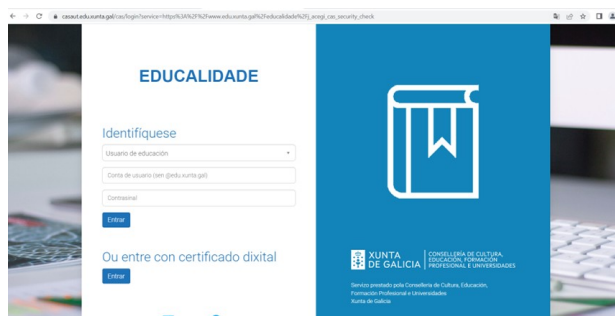 casaut.edu.xunta.gal/cas/login?service=https%3A%2F%2Fwww.edu.xunta.gal%2Feducalidade%2Fj_acegi_cas_security_check
EDUCALIDADE
Identifíquese
Usuario de educación
Conta de usuario (sen @edu.xunta.gal)
Contrasinal
Entrar
Ou entre con certificado dixital
Entrar
XUNTA
DE GALICIA
CONSELLERÍA DE CULTURA,
EDUCACIÓN, FORMACIÓN
PROFESIONAL E UNIVERSIDADES
Servizo prestado pola Consellería de Cultura, Educación,
Formación Profesional e Universidades
Xunta de Galicia